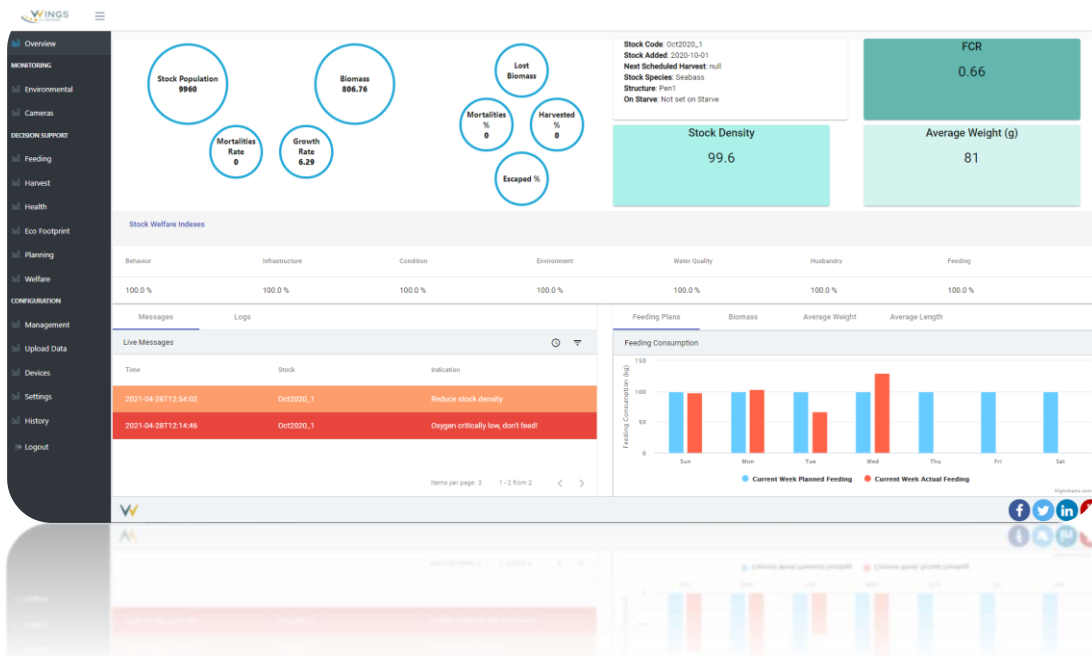 WINGS
Overview
MONITORING
Environmental
Cameras
DECISION SUPPORT
Feeding
Harvest
Health
Eco Footprint
Planning
Welfare
CONFIGURATION
Management
Upload Data
Devices
Settings
History
Logout
Stock Population
9960
Biomass
806.76
Mortalities
Rate
0
Growth
Rate
6.29
Lost
Biomass
Mortalities
%
0
Harvested
%
0
Escaped %
Stock Code: Oct2020_1
Stock Added: 2020-10-01
Next Scheduled Harvest: null
Stock Species: Seabass
Structure: Pen1
On Starve: Not set on Starve
FCR
0.66
Stock Density
99.6
Average Weight (g)
81
Stock Welfare Indexes
Behavior Infrastructure Condition Environment Water Quality Husbandry Feeding
100.0 % 100.0 % 100.0 % 100.0 % 100.0 % 100.0 % 100.0 %
Messages Logs
Live Messages
Time Stock Indication
2021-04-28T12:54:02 Oct2020_1 Reduce stock density
2021-04-28T12:14:46 Oct2020_1 Oxygen critically low, don't feed!
Items per page: 3 1 - 2 from 2
Feeding Plans Biomass Average Weight Average Length
Feeding Consumption
Feeding Consumption (kg)
150
100
50
0
Sun Mon Tue Wed Thu Fri Sat
Current Week Planned Feeding Current Week Actual Feeding
Highcharts.com